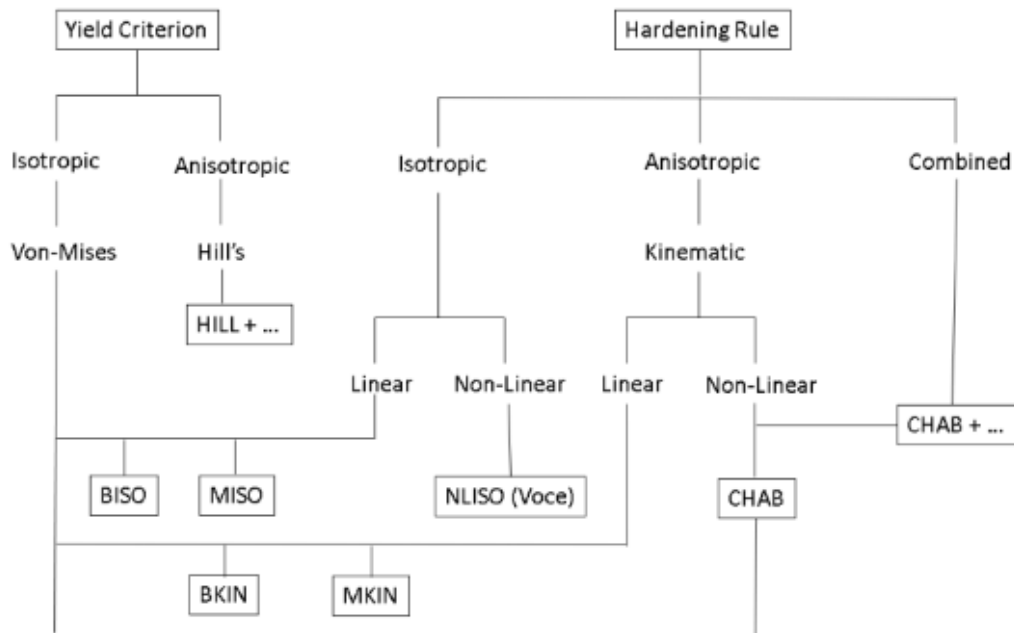 Yield Criterion
Hardening Rule
Isotropic
Anisotropic
Isotropic
Anisotropic
Combined
Von-Mises
Hill's
Kinematic
HILL + ...
Linear
Non-Linear
Linear
Non-Linear
CHAB + ...
BISO
MISO
NLISO (Voce)
CHAB
BKIN
MKIN